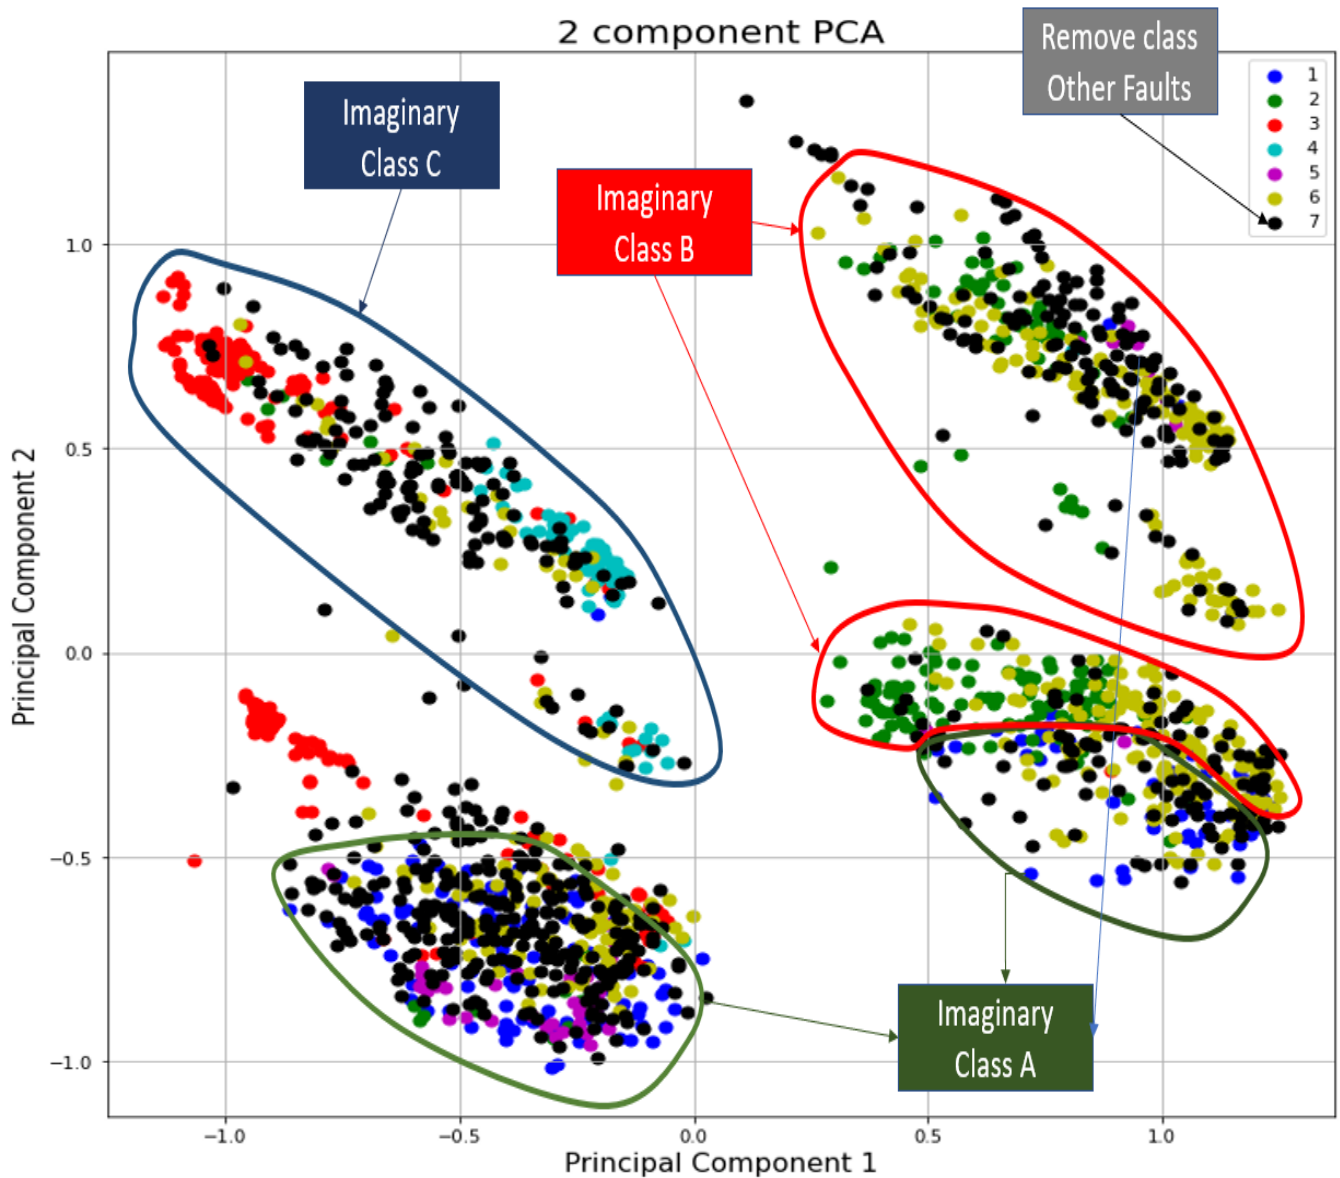 2 component PCA
Remove class
Other Faults
Imaginary
Class C
Imaginary
Class B
1
2
3
4
5
6
7
1.0
0.5
0.0
−0.5
−1.0
Principal Component 2
Imaginary
Class A
−1.0
−0.5
0.0
0.5
1.0
Principal Component 1